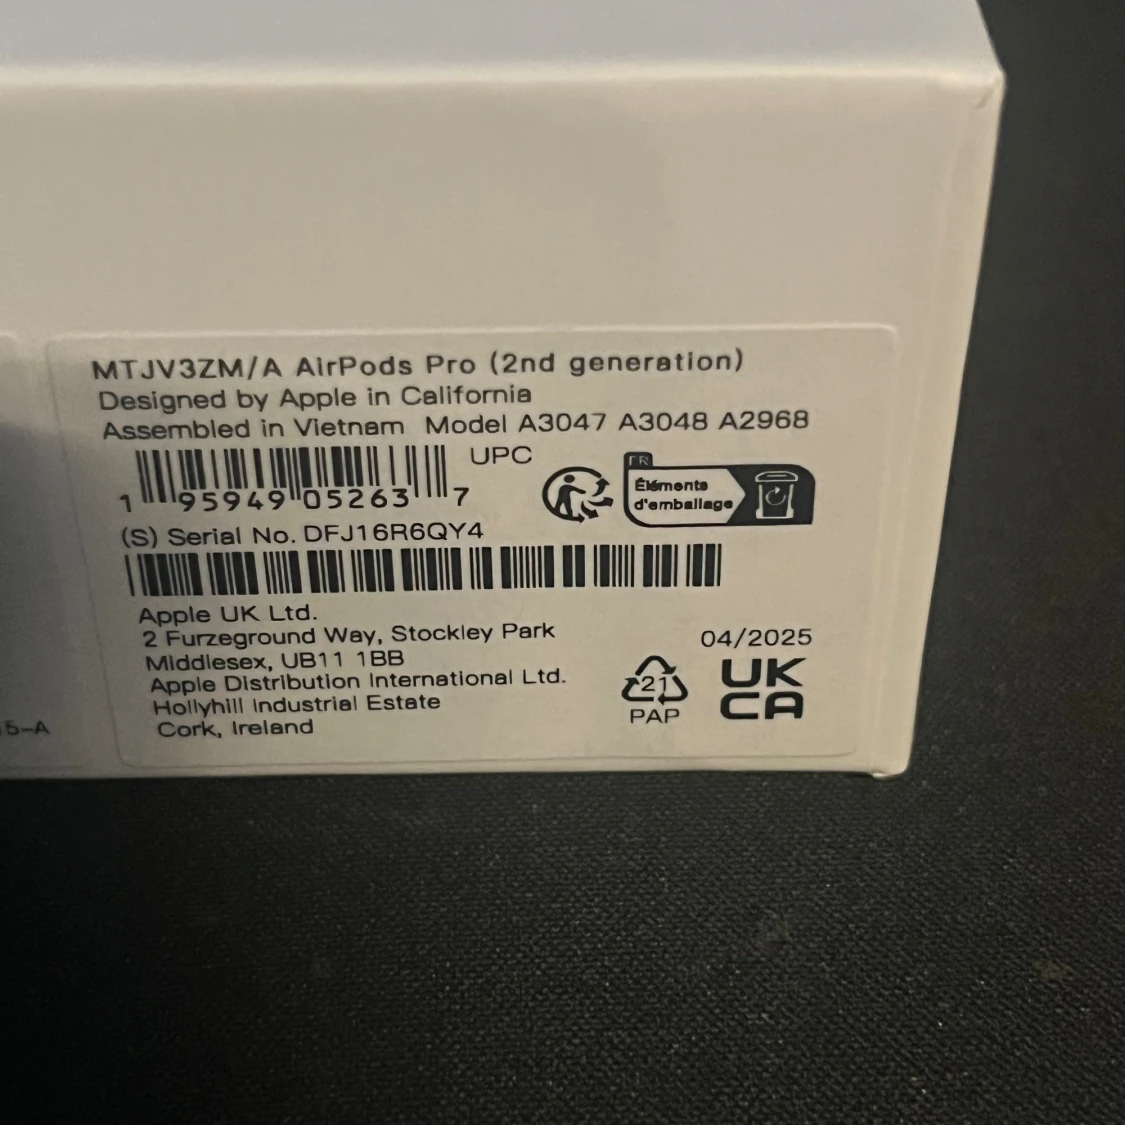 MTJV3ZM/A AirPods Pro (2nd generation)
Designed by Apple in California
Assembled in Vietnam Model A3047 A3048 A2968
UPC
1 95949 05263 7
FR
Éléments
d'emballage
(S) Serial No. DFJ16R6QY4
Apple UK Ltd.
2 Furzeground Way, Stockley Park
Middlesex, UB11 1BB
Apple Distribution International Ltd.
Hollyhill Industrial Estate
Cork, Ireland
04/2025
21
PAP
UK
CA
5-A